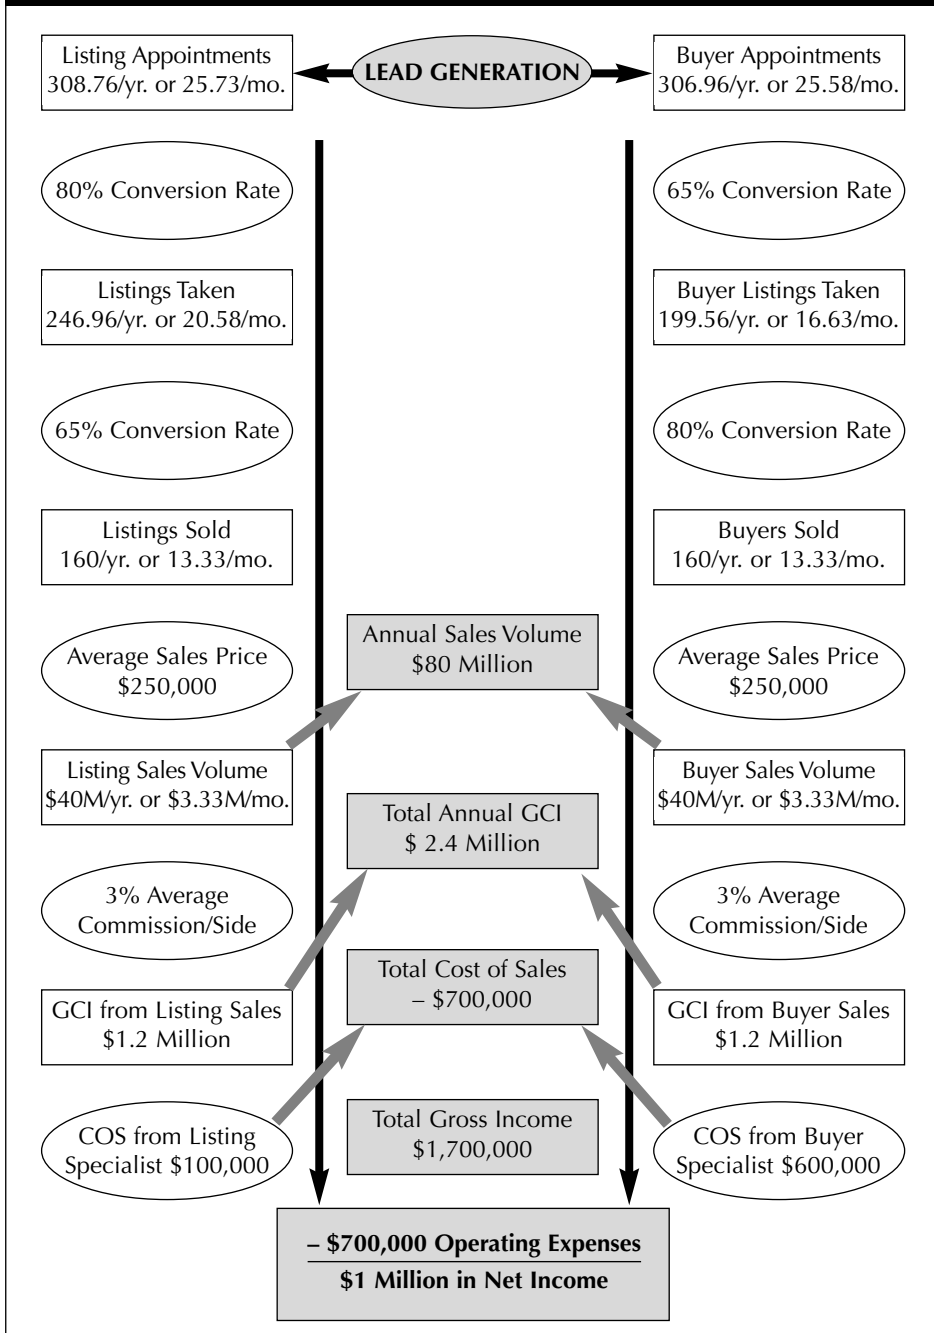 Listing Appointments
308.76/yr. or 25.73/mo.
LEAD GENERATION
Buyer Appointments
306.96/yr. or 25.58/mo.
80% Conversion Rate
65% Conversion Rate
Listings Taken
246.96/yr. or 20.58/mo.
Buyer Listings Taken
199.56/yr. or 16.63/mo.
65% Conversion Rate
80% Conversion Rate
Listings Sold
160/yr. or 13.33/mo.
Buyers Sold
160/yr. or 13.33/mo.
Average Sales Price
$250,000
Annual Sales Volume
$80 Million
Average Sales Price
$250,000
Listing Sales Volume
$40M/yr. or $3.33M/mo.
Total Annual GCI
$ 2.4 Million
Buyer Sales Volume
$40M/yr. or $3.33M/mo.
3% Average
Commission/Side
3% Average
Commission/Side
Total Cost of Sales
– $700,000
GCI from Listing Sales
$1.2 Million
GCI from Buyer Sales
$1.2 Million
COS from Listing
Specialist $100,000
Total Gross Income
$1,700,000
COS from Buyer
Specialist $600,000
– $700,000 Operating Expenses
$1 Million in Net Income